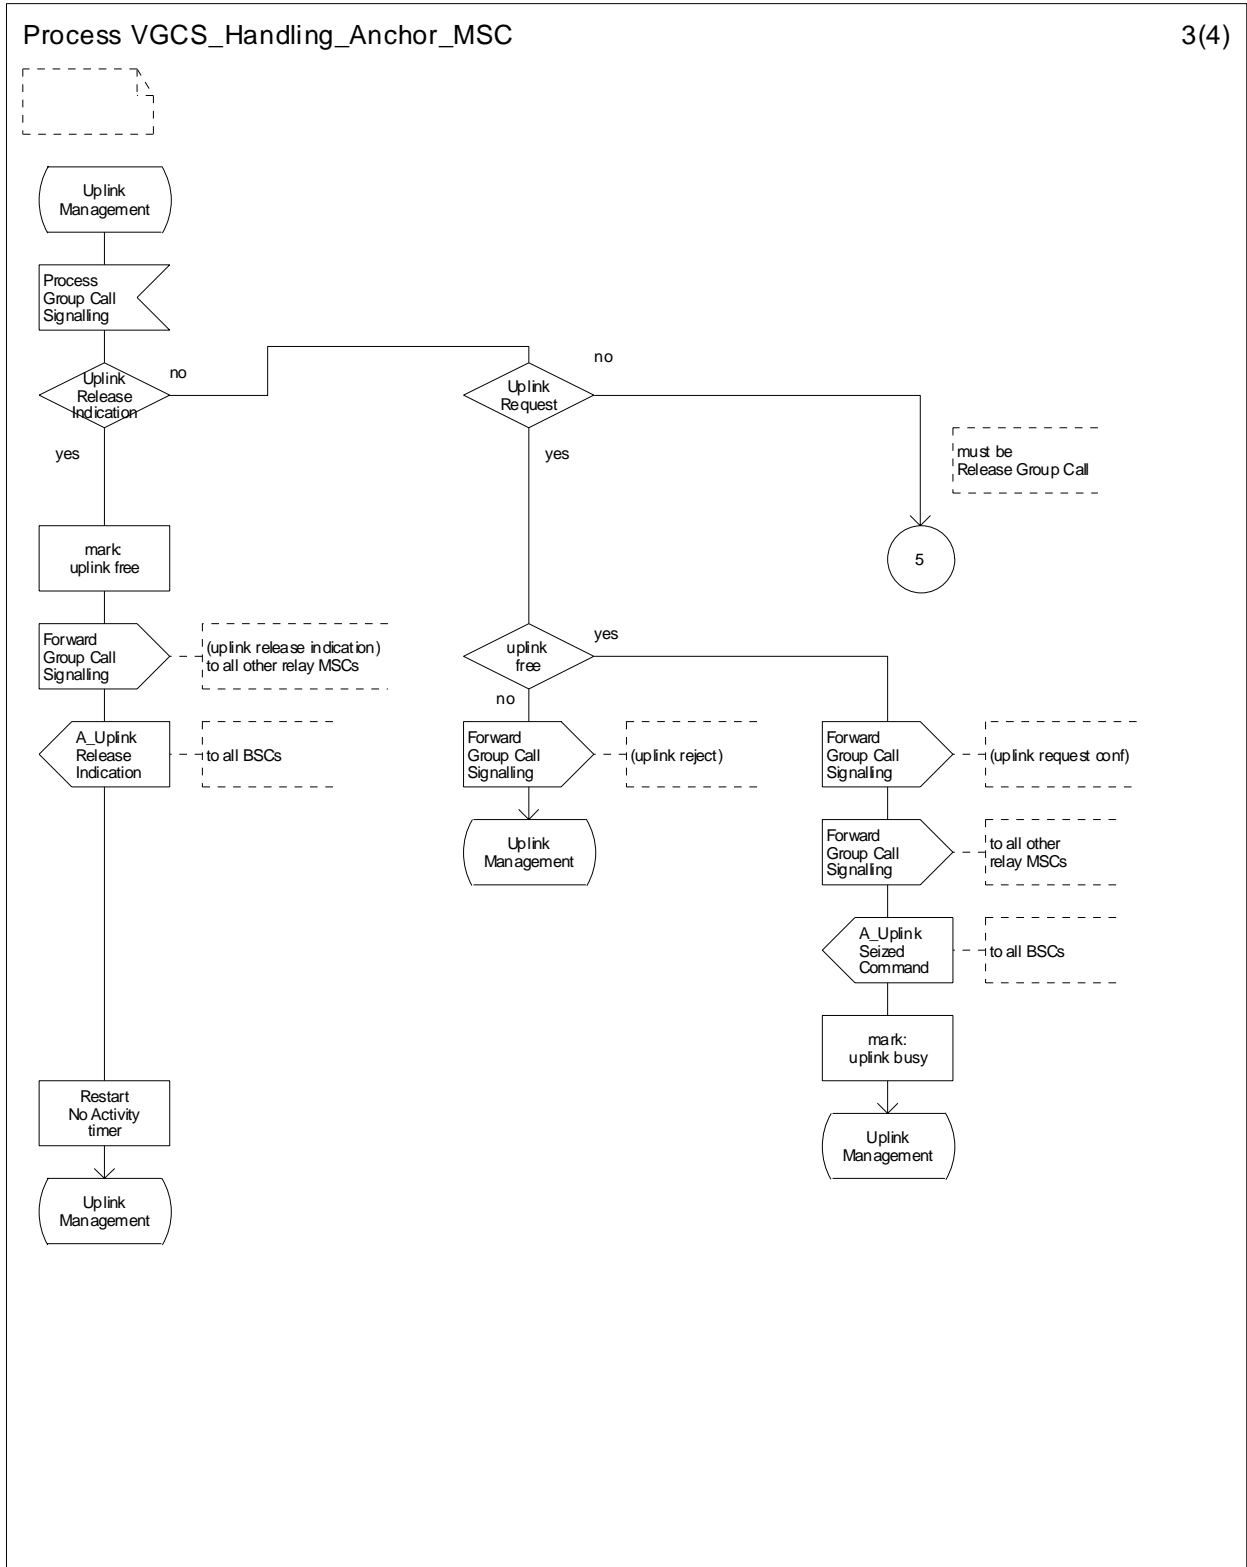 Process VGCS_Handling_Anchor_MSC
3(4)
Uplink
Management
Process
Group Call
Signalling
Uplink
Release
Indication
no
yes
Uplink
Request
no
yes
must be
Release Group Call
5
mark:
uplink free
Forward
Group Call
Signalling
(uplink release indication)
to all other relay MSCs
A_Uplink
Release
Indication
to all BSCs
Restart
No Activity
timer
Uplink
Management
uplink
free
yes
no
Forward
Group Call
Signalling
(uplink reject)
Uplink
Management
Forward
Group Call
Signalling
(uplink request conf)
Forward
Group Call
Signalling
to all other
relay MSCs
A_Uplink
Seized
Command
to all BSCs
mark:
uplink busy
Uplink
Management